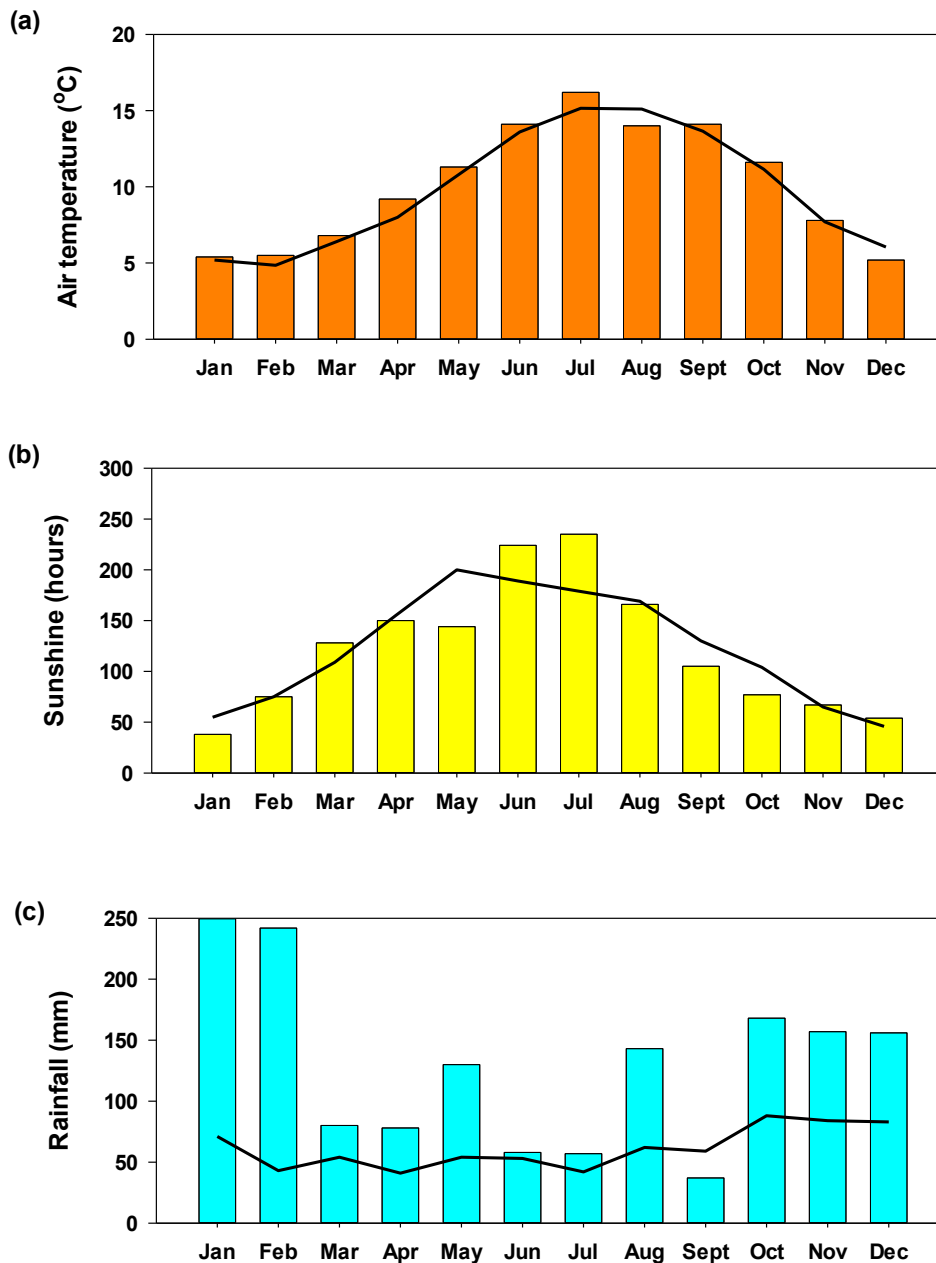 (a)
Air temperature (°C)
20
15
10
5
0
Jan Feb Mar Apr May Jun Jul Aug Sept Oct Nov Dec
(b)
Sunshine (hours)
300
250
200
150
100
50
0
Jan Feb Mar Apr May Jun Jul Aug Sept Oct Nov Dec
(c)
Rainfall (mm)
250
200
150
100
50
0
Jan Feb Mar Apr May Jun Jul Aug Sept Oct Nov Dec